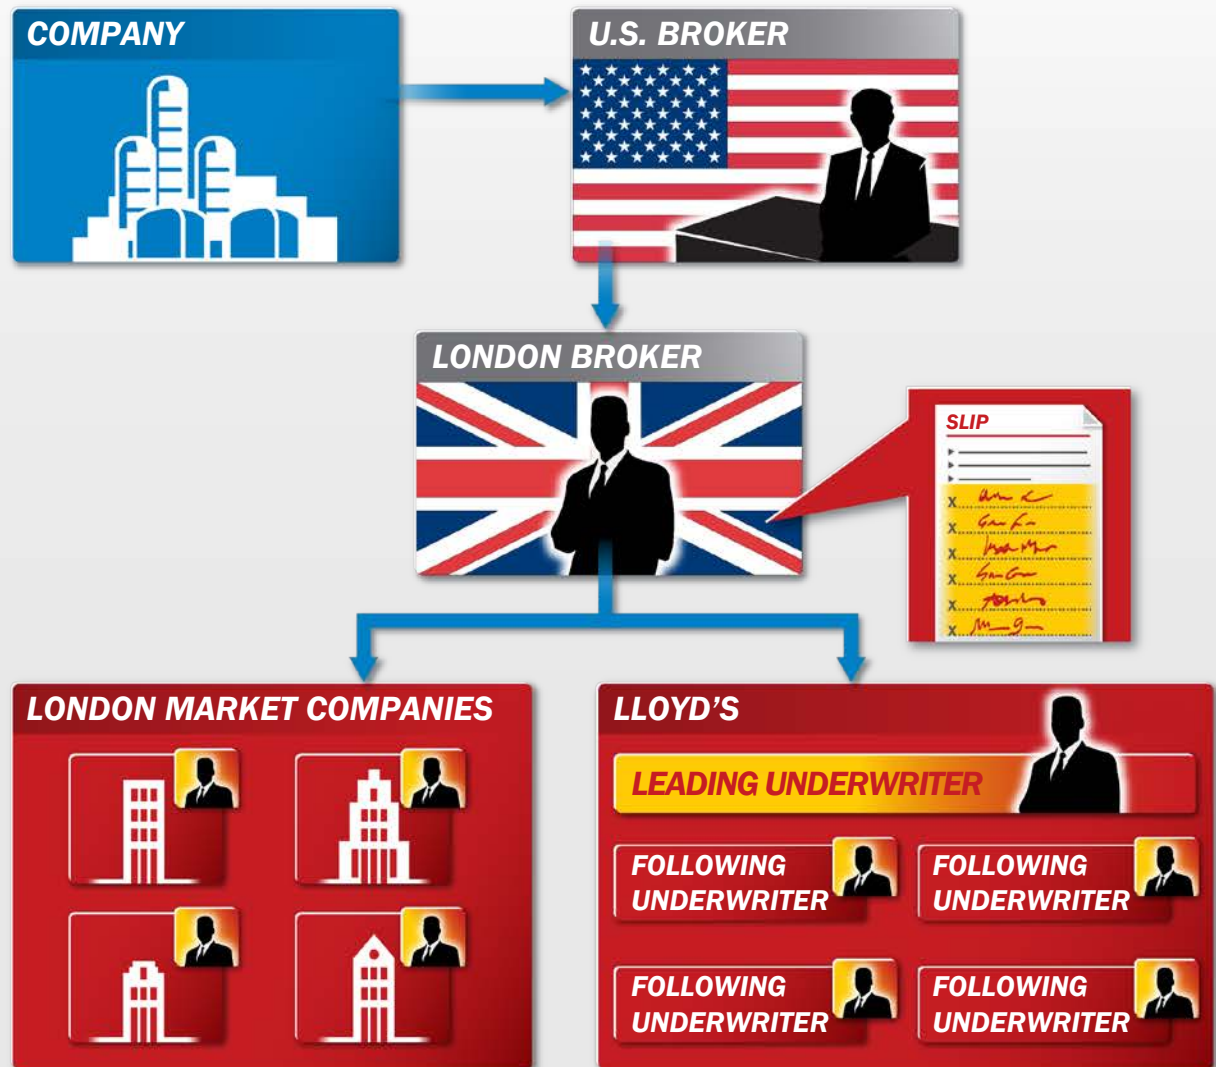 COMPANY
U.S. BROKER
LONDON BROKER
SLIP
X
X
X
X
X
X
LONDON MARKET COMPANIES
LLOYD'S
LEADING UNDERWRITER
FOLLOWING
UNDERWRITER
FOLLOWING
UNDERWRITER
FOLLOWING
UNDERWRITER
FOLLOWING
UNDERWRITER